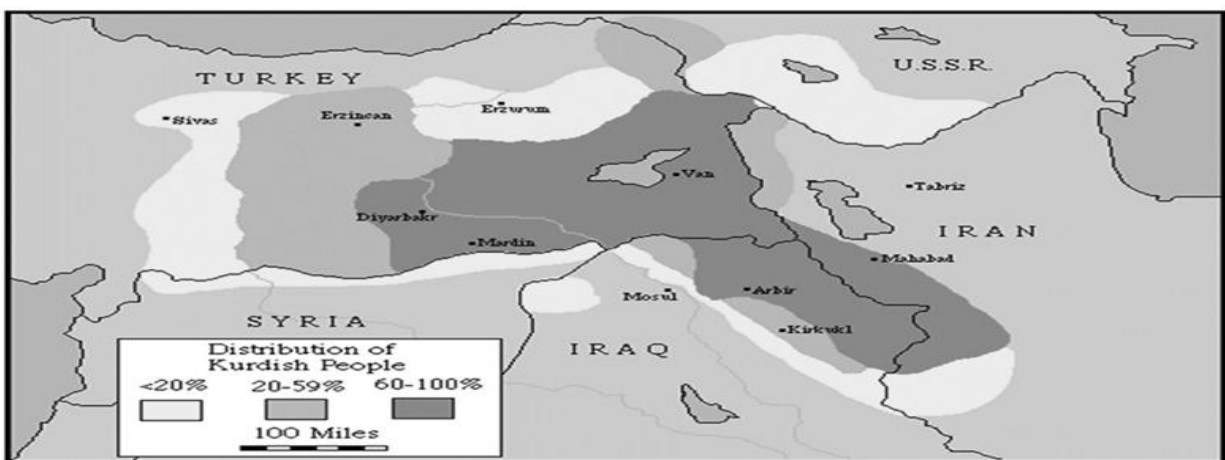 TURKEY
U.S.S.R.
Sivas
Erzincan
Erzurum
Van
Tabriz
Diyarbakr
Mardin
IRAN
Mahabad
Mosul
Arbir
SYRIA
Kirkukl
IRAQ
Distribution of
Kurdish People
<20% 20-59% 60-100%
100 Miles